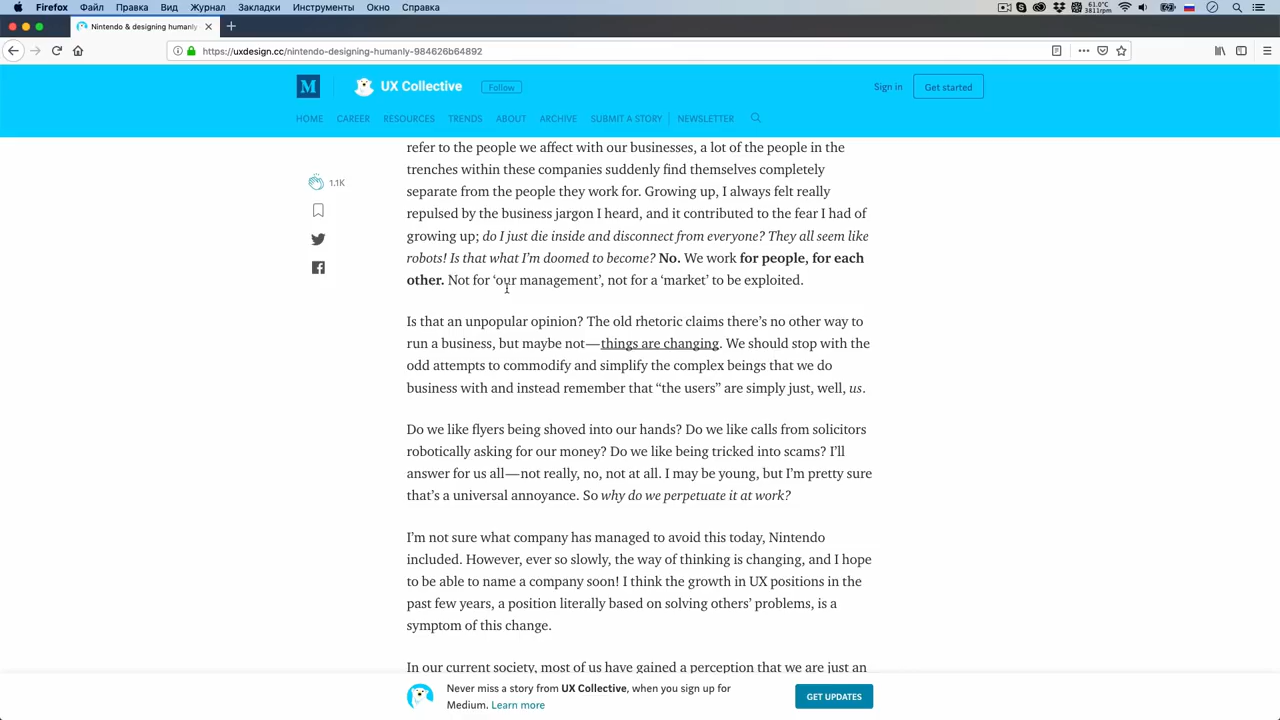 Firefox Файл Правка Вид Журнал Закладки Инструменты Окно Справка 61.0°C 3811rpm
Nintendo & designing humanly
https://uxdesign.cc/nintendo-designing-humanly-984626b64892
M UX Collective Follow Sign in Get started
HOME CAREER RESOURCES TRENDS ABOUT ARCHIVE SUBMIT A STORY NEWSLETTER
1.1K
refer to the people we affect with our businesses, a lot of the people in the
trenches within these companies suddenly find themselves completely
separate from the people they work for. Growing up, I always felt really
repulsed by the business jargon I heard, and it contributed to the fear I had of
growing up; do I just die inside and disconnect from everyone? They all seem like
robots! Is that what I’m doomed to become? No. We work for people, for each
other. Not for ‘our management’, not for a ‘market’ to be exploited.
Is that an unpopular opinion? The old rhetoric claims there’s no other way to
run a business, but maybe not — things are changing. We should stop with the
odd attempts to commodify and simplify the complex beings that we do
business with and instead remember that “the users” are simply just, well, us.
Do we like flyers being shoved into our hands? Do we like calls from solicitors
robotically asking for our money? Do we like being tricked into scams? I’ll
answer for us all — not really, no, not at all. I may be young, but I’m pretty sure
that’s a universal annoyance. So why do we perpetuate it at work?
I’m not sure what company has managed to avoid this today, Nintendo
included. However, ever so slowly, the way of thinking is changing, and I hope
to be able to name a company soon! I think the growth in UX positions in the
past few years, a position literally based on solving others’ problems, is a
symptom of this change.
In our current society, most of us have gained a perception that we are just an
Never miss a story from UX Collective, when you sign up for
Medium. Learn more
GET UPDATES